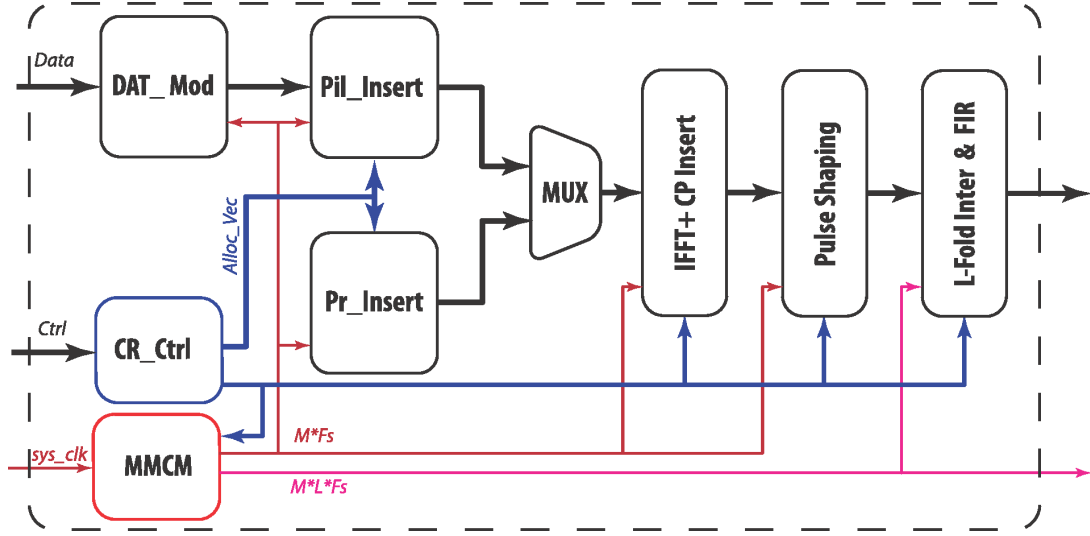 Data
DAT_ Mod
Pil_Insert
MUX
IFFT+ CP Insert
Pulse Shaping
L-Fold Inter & FIR
Alloc_Vec
Pr_Insert
Ctrl
CR_Ctrl
sys_clk
MMCM
M*Fs
M*L*Fs